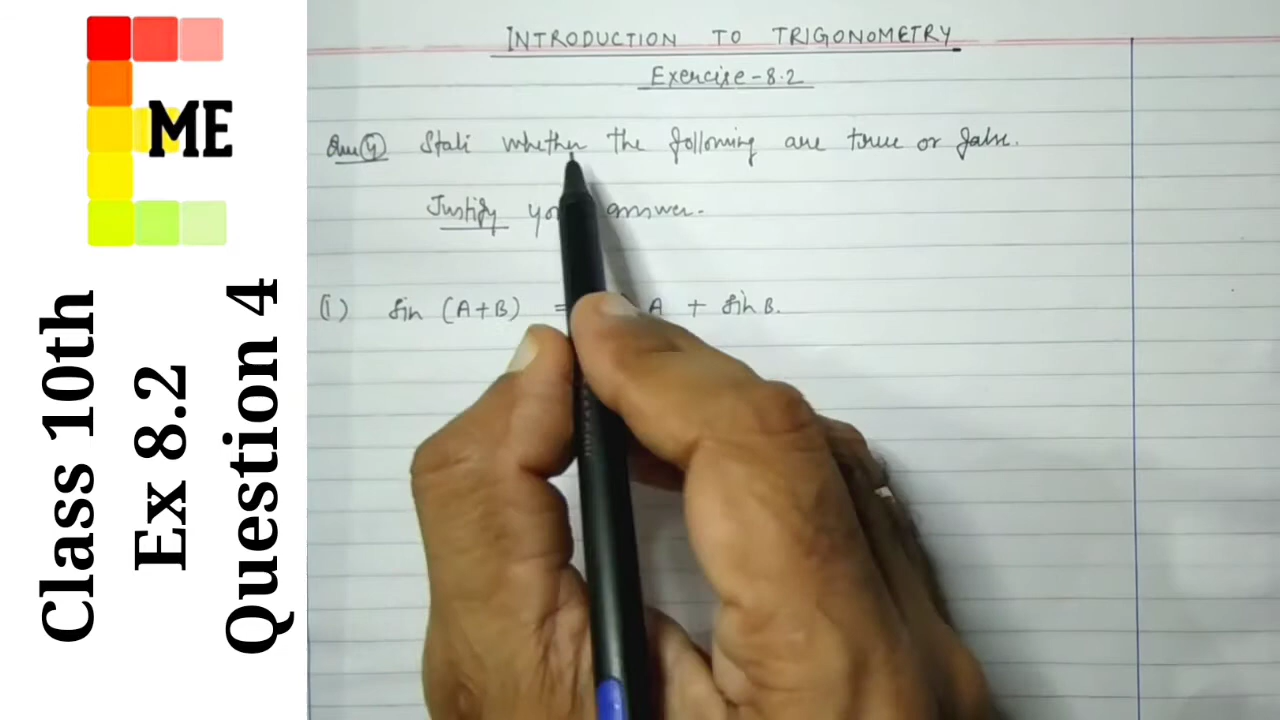 ME
Class 10th
Ex 8.2
Question 4
INTRODUCTION TO TRIGONOMETRY
Exercise-8.2
Que 4 State whether the following are true or false.
Justify answer.
(i) sin (A+B) = A + sin B.